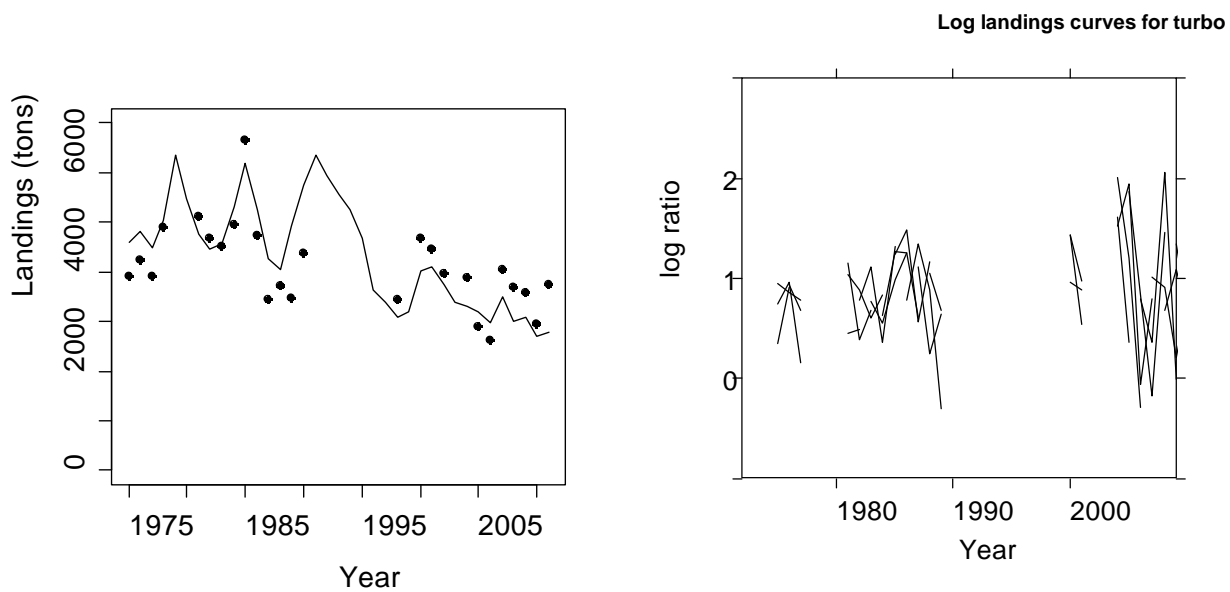 Log landings curves for turbo
Landings (tons)
6000
4000
2000
0
1975 1985 1995 2005
Year
log ratio
2
1
0
1980 1990 2000
Year